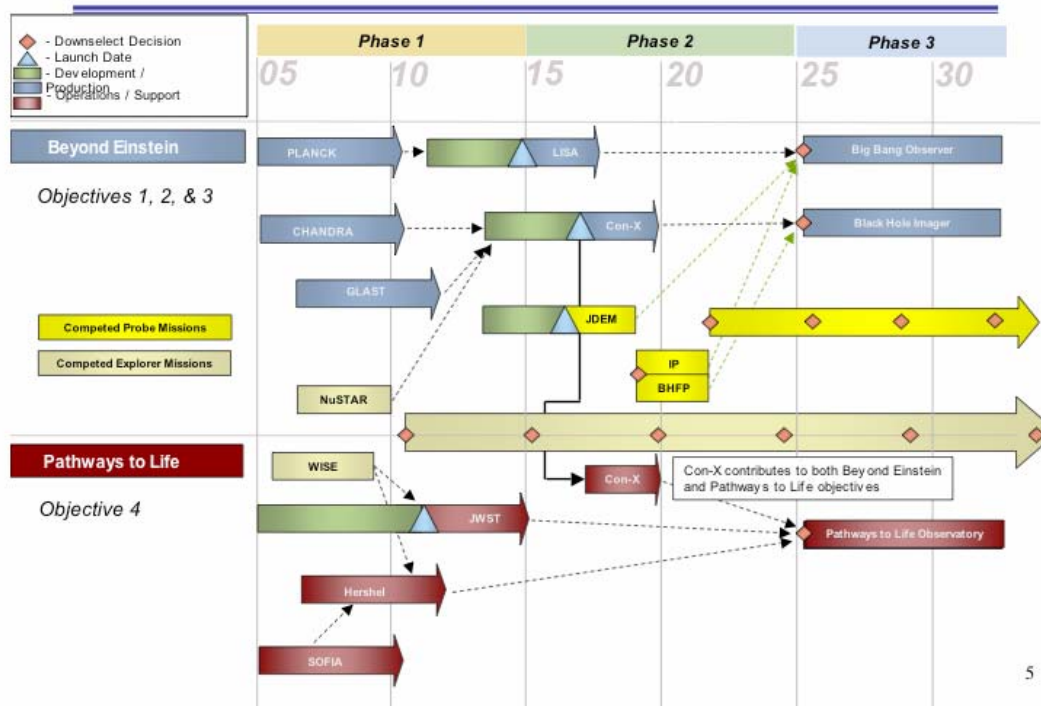 - Downselect Decision
- Launch Date
- Development /
Production
- Operations / Support
Phase 1
Phase 2
Phase 3
05
10
15
20
25
30
Beyond Einstein
Objectives 1, 2, & 3
PLANCK
LISA
Big Bang Observer
CHANDRA
Con-X
Black Hole Imager
GLAST
Competed Probe Missions
JDEM
Competed Explorer Missions
IP
BHFP
NuSTAR
Pathways to Life
WISE
Con-X
Con-X contributes to both Beyond Einstein
and Pathways to Life objectives
Objective 4
JWST
Pathways to Life Observatory
Hershel
SOFIA
5